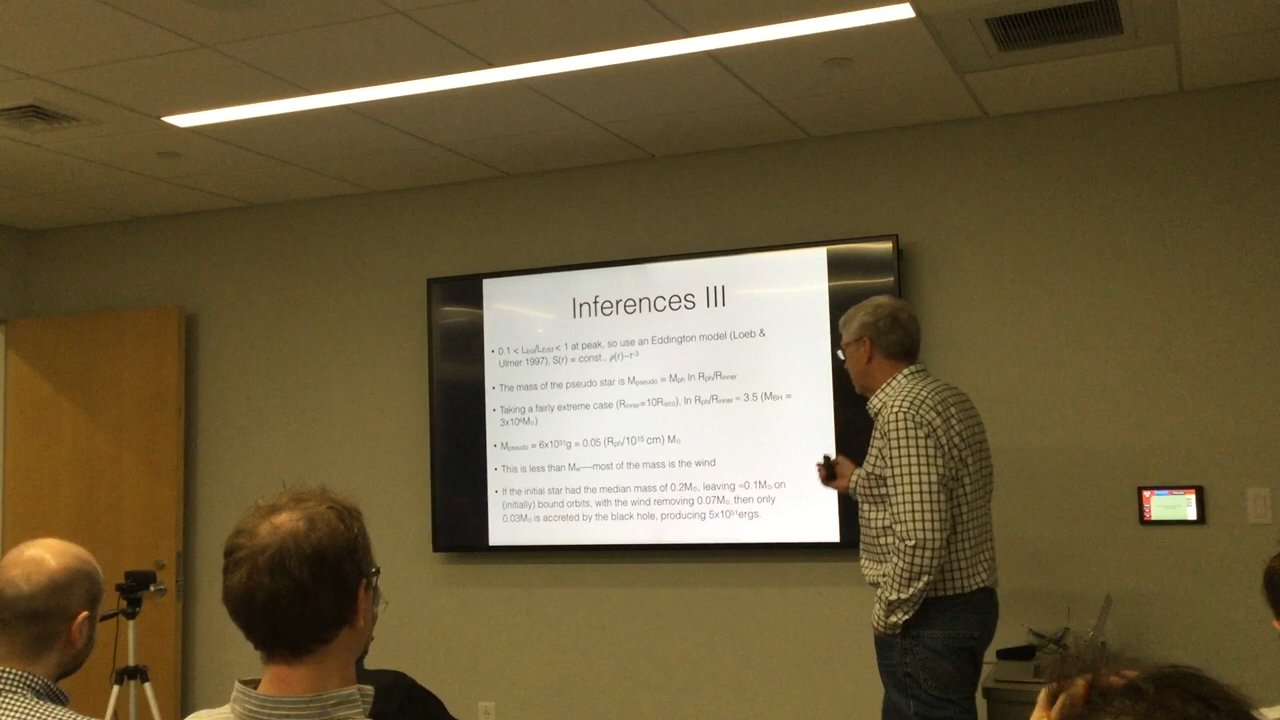 Inferences III
• 0.1 < Lbol/LEdd < 1 at peak, so use an Eddington model (Loeb &
Ulmer 1997), S(r) = const., ρ(r)~r⁻³
• The mass of the pseudo star is Mpseudo = Mph ln Rph/Rinner
• Taking a fairly extreme case (Rinner=10Risco), ln Rph/Rinner = 3.5 (MBH =
3x10⁶M⊙)
• Mpseudo = 6x10³¹g = 0.05 (Rph/10¹⁵ cm) M⊙
• This is less than Mw—most of the mass is the wind
• If the initial star had the median mass of 0.2M⊙, leaving ≈0.1M⊙ on
(initially) bound orbits, with the wind removing 0.07M⊙ then only
0.03M⊙ is accreted by the black hole, producing 5x10⁵¹ergs.